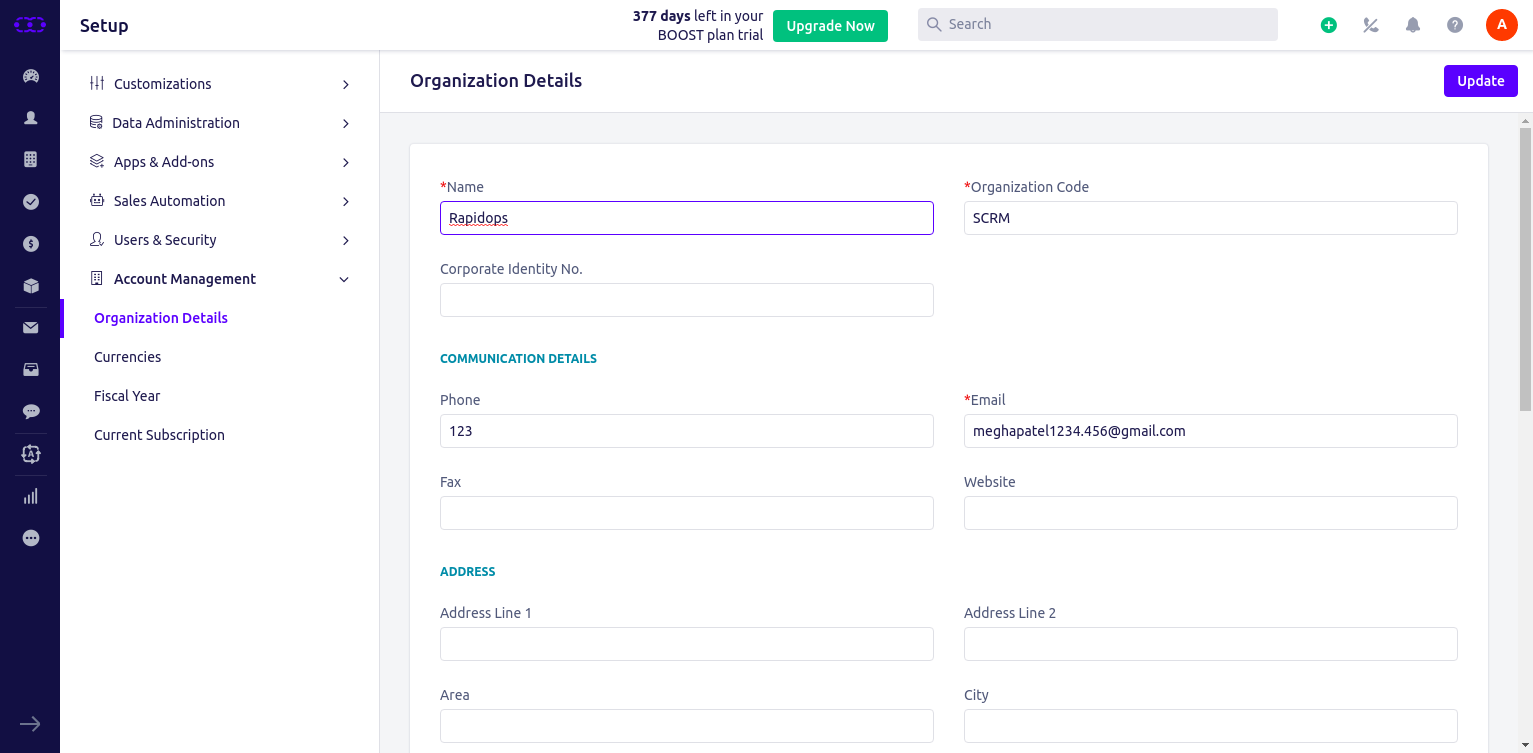 Setup
377 days left in your
BOOST plan trial
Upgrade Now
Search
A
Customizations
Data Administration
Apps & Add-ons
Sales Automation
Users & Security
Account Management
Organization Details
Currencies
Fiscal Year
Current Subscription
Organization Details
Update
*Name
*Organization Code
Rapidops
SCRM
Corporate Identity No.
COMMUNICATION DETAILS
Phone
*Email
123
meghapatel1234.456@gmail.com
Fax
Website
ADDRESS
Address Line 1
Address Line 2
Area
City